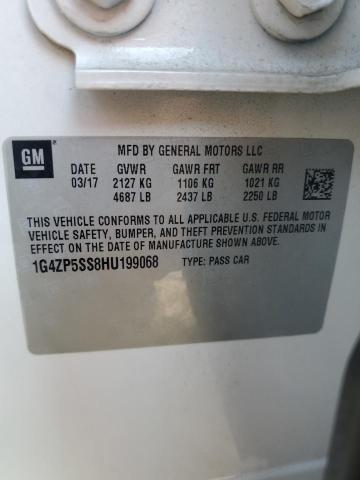 GM
MFD BY GENERAL MOTORS LLC
DATE GVWR GAWR FRT GAWR RR
03/17 2127 KG 1106 KG 1021 KG
4687 LB 2437 LB 2250 LB
THIS VEHICLE CONFORMS TO ALL APPLICABLE U.S. FEDERAL MOTOR
VEHICLE SAFETY, BUMPER, AND THEFT PREVENTION STANDARDS IN
EFFECT ON THE DATE OF MANUFACTURE SHOWN ABOVE.
1G4ZP5SS8HU199068 TYPE: PASS CAR